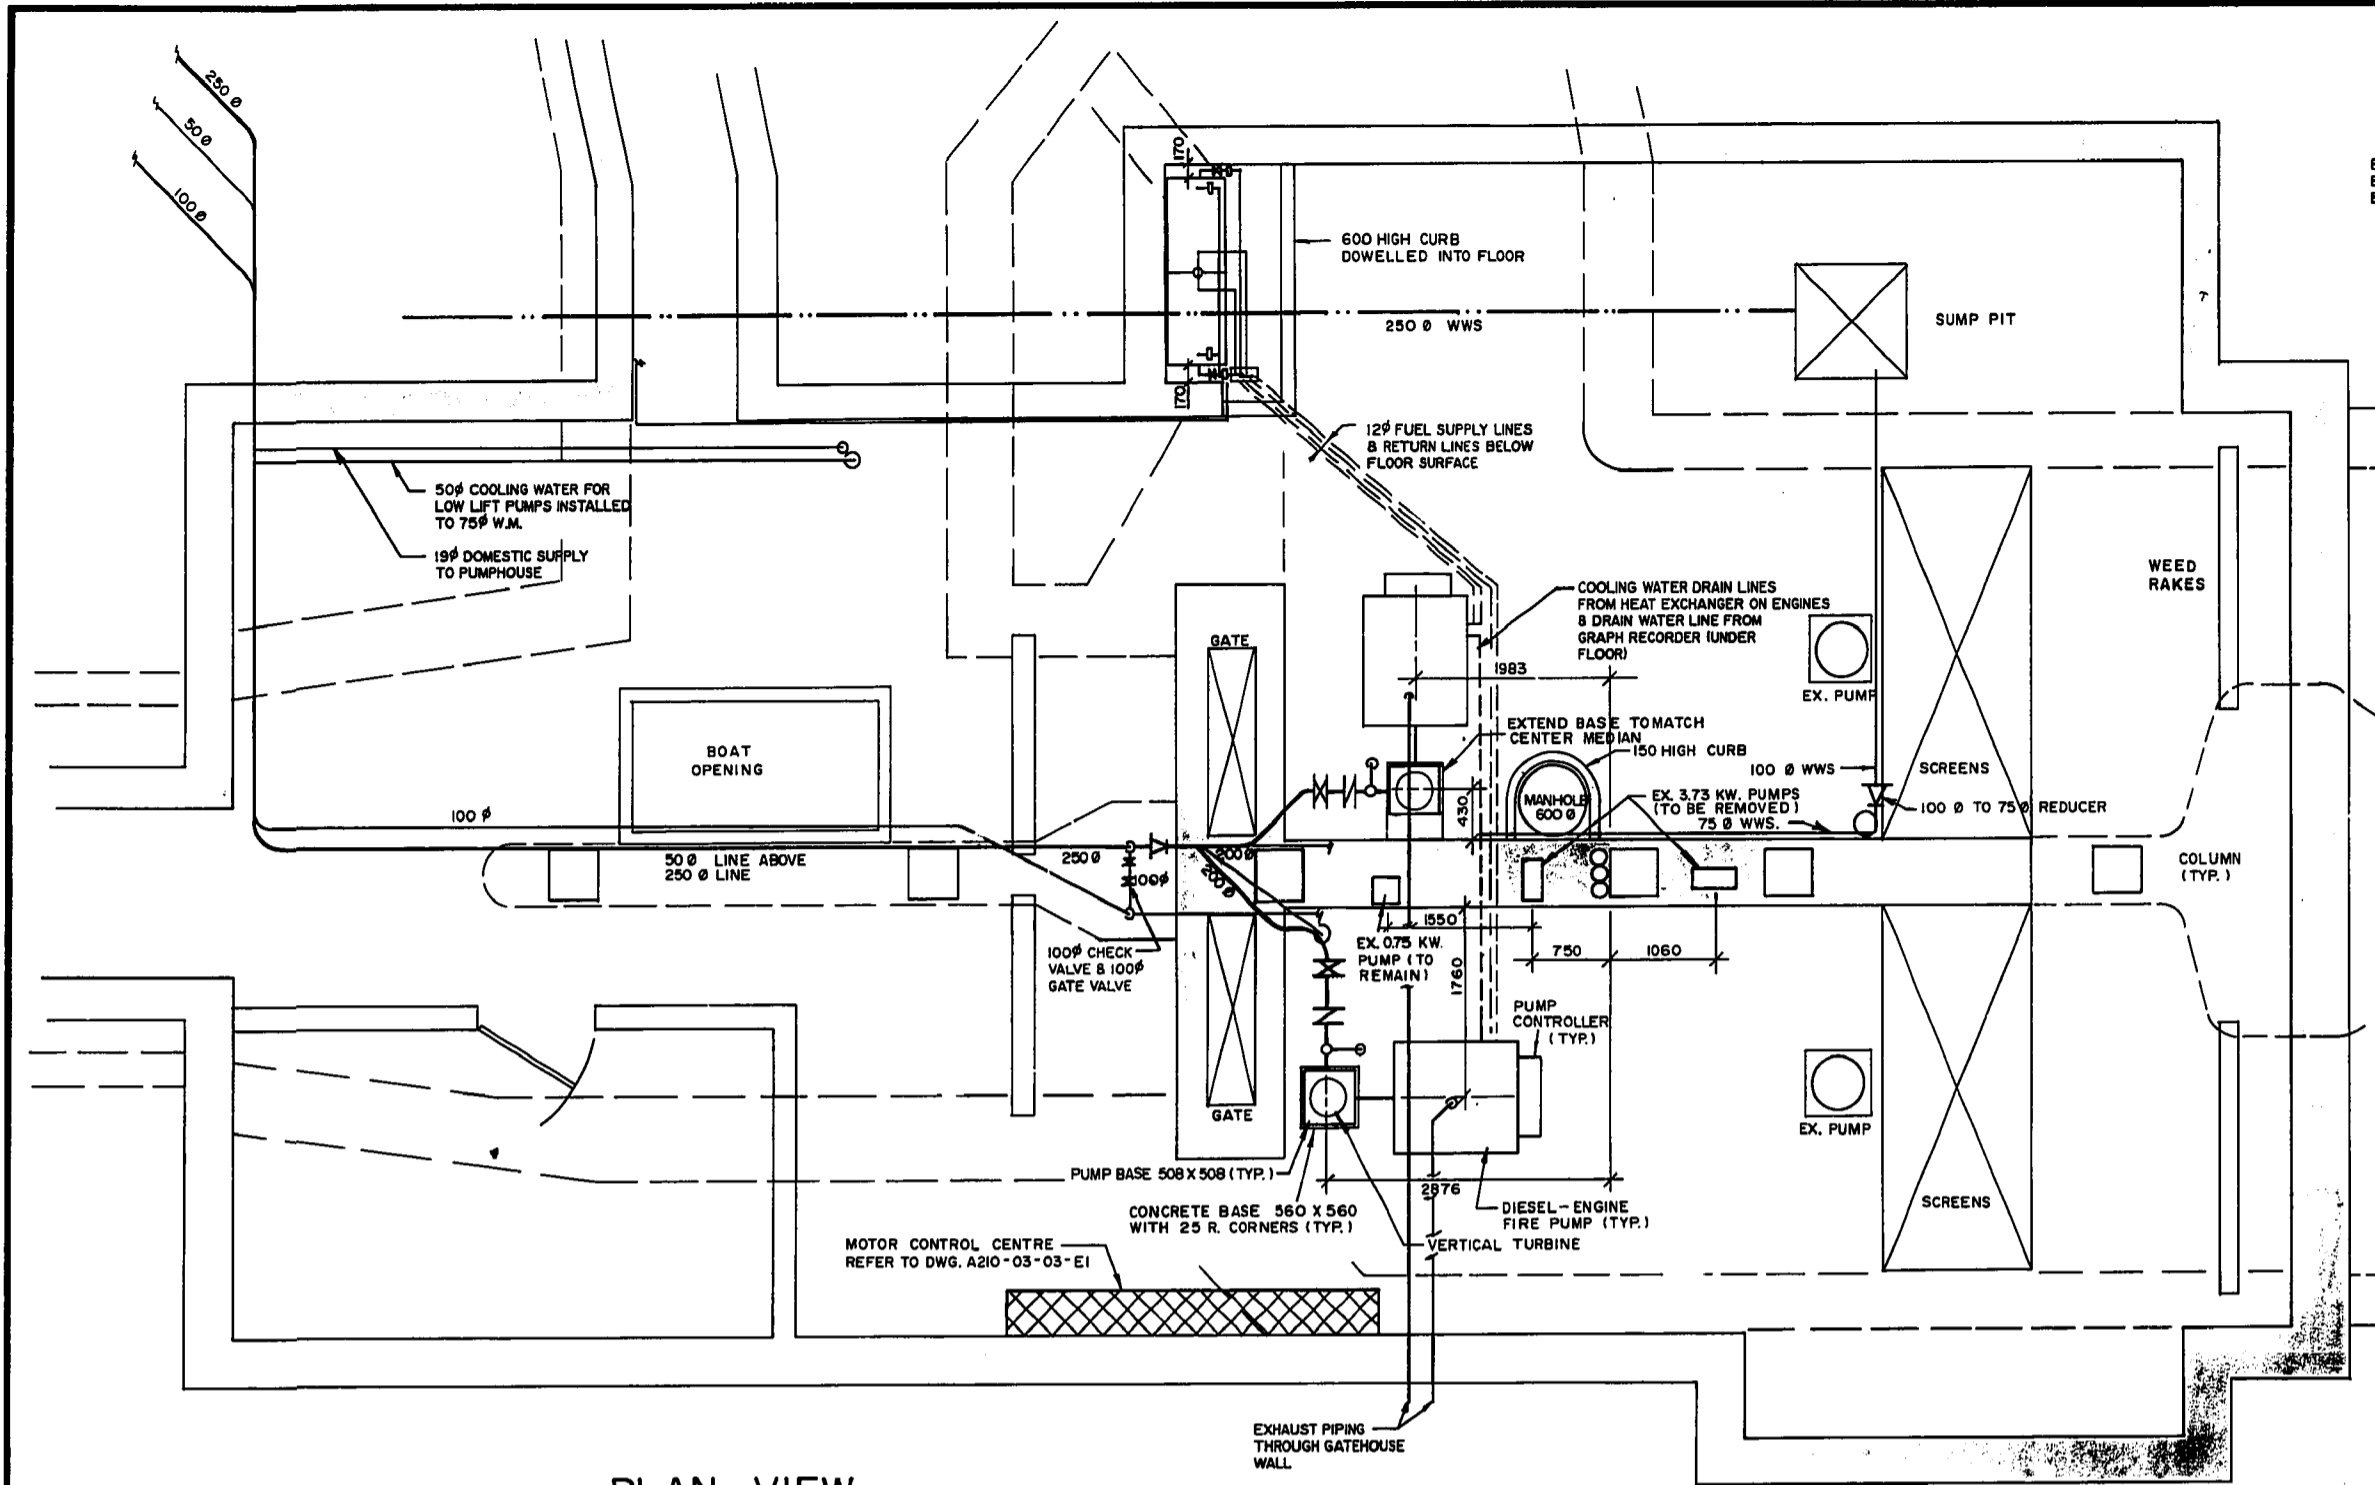 250 Ø
50 Ø
100 Ø
170
600 HIGH CURB
DOWELLED INTO FLOOR
250 Ø WWS
SUMP PIT
170
12Ø FUEL SUPPLY LINES
& RETURN LINES BELOW
FLOOR SURFACE
50Ø COOLING WATER FOR
LOW LIFT PUMPS INSTALLED
TO 75Ø W.M.
19Ø DOMESTIC SUPPLY
TO PUMPHOUSE
WEED
RAKES
COOLING WATER DRAIN LINES
FROM HEAT EXCHANGER ON ENGINES
& DRAIN WATER LINE FROM
GRAPH RECORDER (UNDER
FLOOR)
GATE
1983
EX. PUMP
EXTEND BASE TO MATCH
CENTER MEDIAN
150 HIGH CURB
BOAT
OPENING
100 Ø WWS
SCREENS
MANHOLE
600 Ø
EX. 3.73 KW. PUMPS
(TO BE REMOVED)
75 Ø WWS.
100 Ø TO 75 Ø REDUCER
430
100 Ø
50 Ø LINE ABOVE
250 Ø LINE
250 Ø
200 Ø
200 Ø
100Ø
COLUMN
(TYP.)
1550
750
1060
EX. 0.75 KW.
PUMP (TO
REMAIN)
100Ø CHECK
VALVE & 100Ø
GATE VALVE
1760
PUMP
CONTROLLER
(TYP.)
GATE
EX. PUMP
PUMP BASE 508 X 508 (TYP.)
2876
CONCRETE BASE 560 X 560
WITH 25 R. CORNERS (TYP.)
DIESEL-ENGINE
FIRE PUMP (TYP.)
SCREENS
VERTICAL TURBINE
MOTOR CONTROL CENTRE
REFER TO DWG. A210-03-03-E1
EXHAUST PIPING
THROUGH GATEHOUSE
WALL
PLAN VIEW